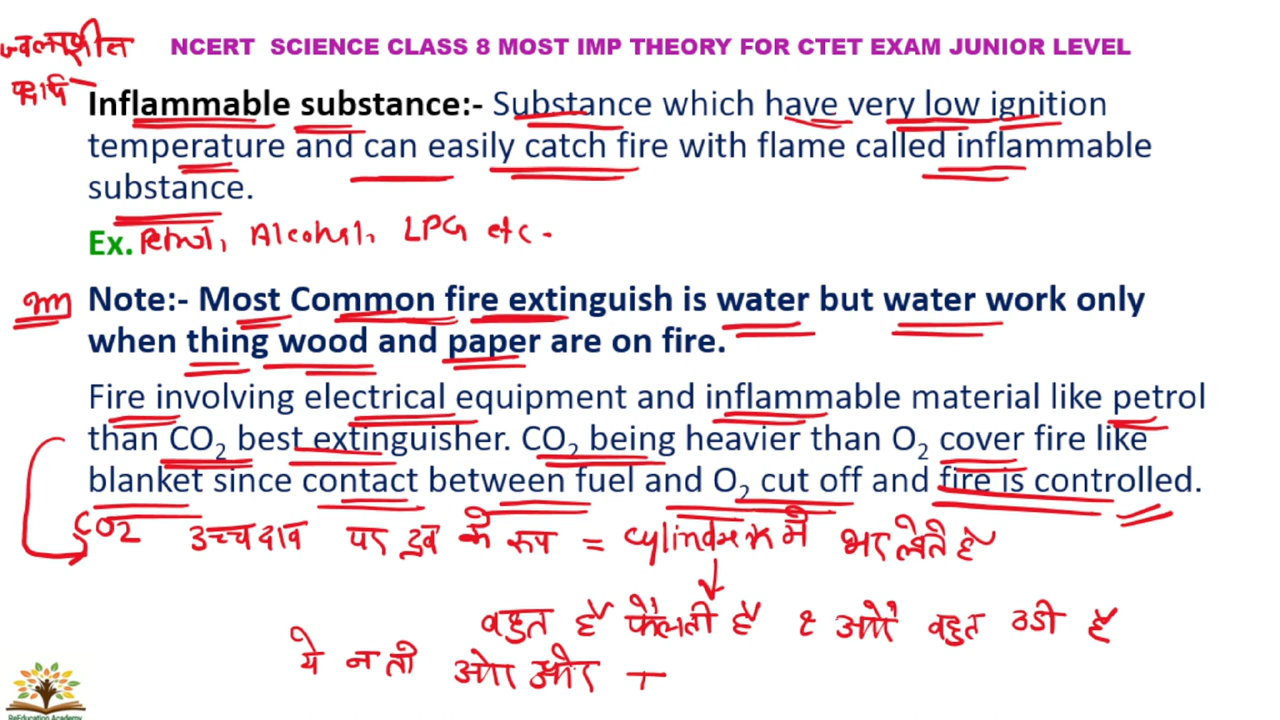 ज्वलनशील
NCERT SCIENCE CLASS 8 MOST IMP THEORY FOR CTET EXAM JUNIOR LEVEL
Inflammable substance:- Substance which have very low ignition
temperature and can easily catch fire with flame called inflammable
substance.
Ex. Petrol, Alcohal, LPG etc.
Note:- Most Common fire extinguish is water but water work only
when thing wood and paper are on fire.
Fire involving electrical equipment and inflammable material like petrol
than CO₂ best extinguisher. CO₂ being heavier than O₂ cover fire like
blanket since contact between fuel and O₂ cut off and fire is controlled.
CO2 उच्च दाव पर द्रव के रूप = में भर लेते है
बहुत है फैलती है और बहुत ठंडी है
ये न तो और
ReEducation Academy